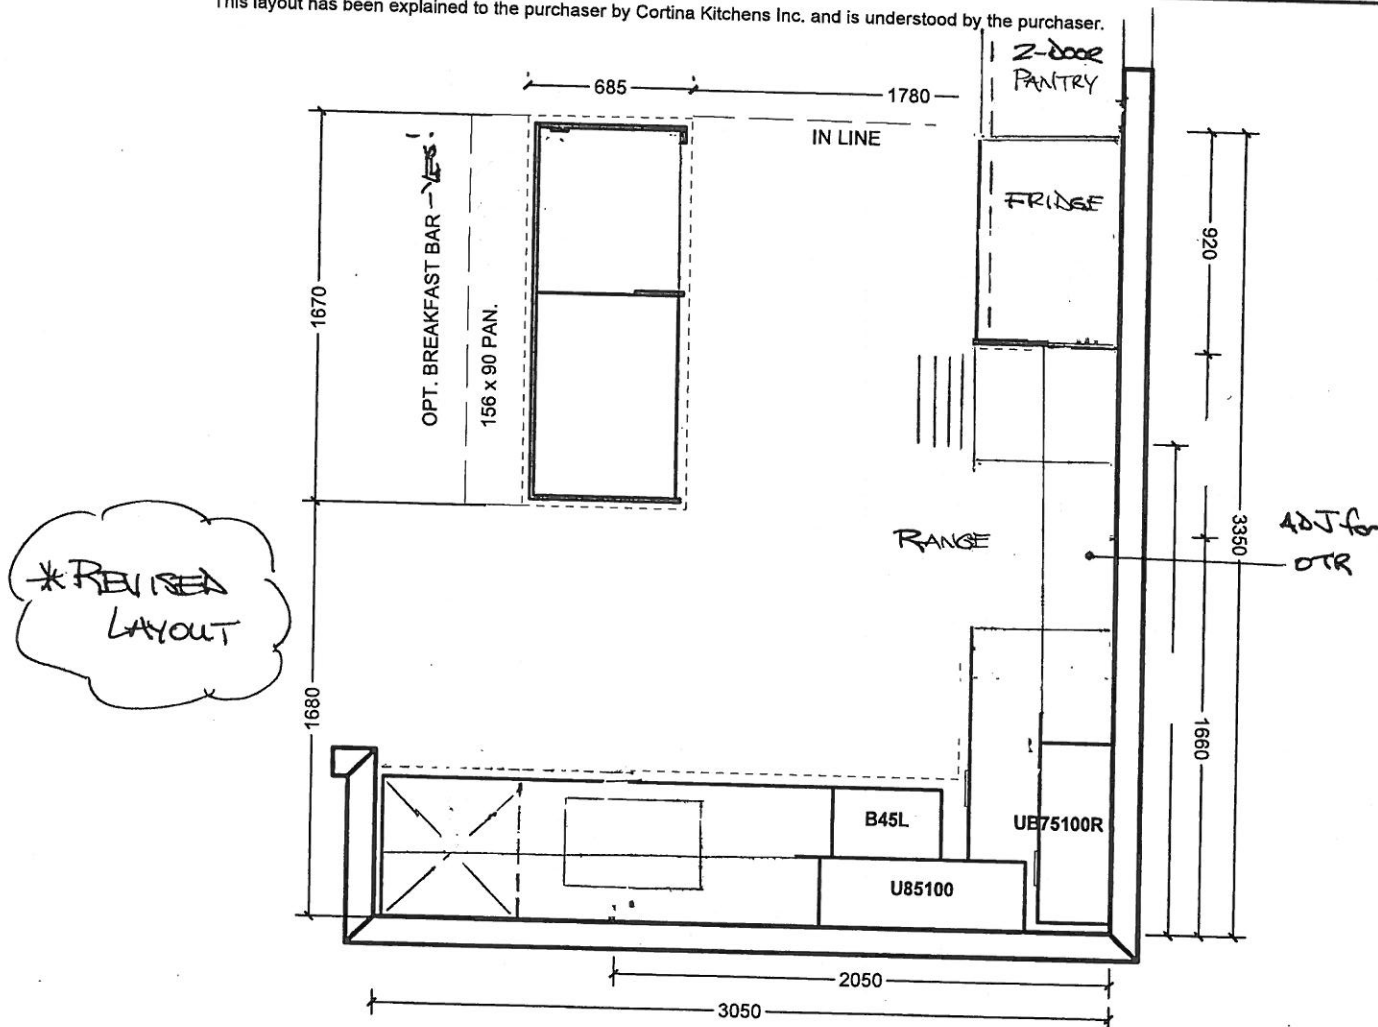 This layout has been explained to the purchaser by Cortina Kitchens Inc. and is understood by the purchaser.
2-DOOR
PANTRY
685
1780
IN LINE
FRIDGE
920
1670
OPT. BREAKFAST BAR → YES!
156 x 90 PAN.
3350
RANGE
ADJ for
OTR
* REVISED
LAYOUT
1680
1660
B45L
UB75100R
U85100
2050
3050